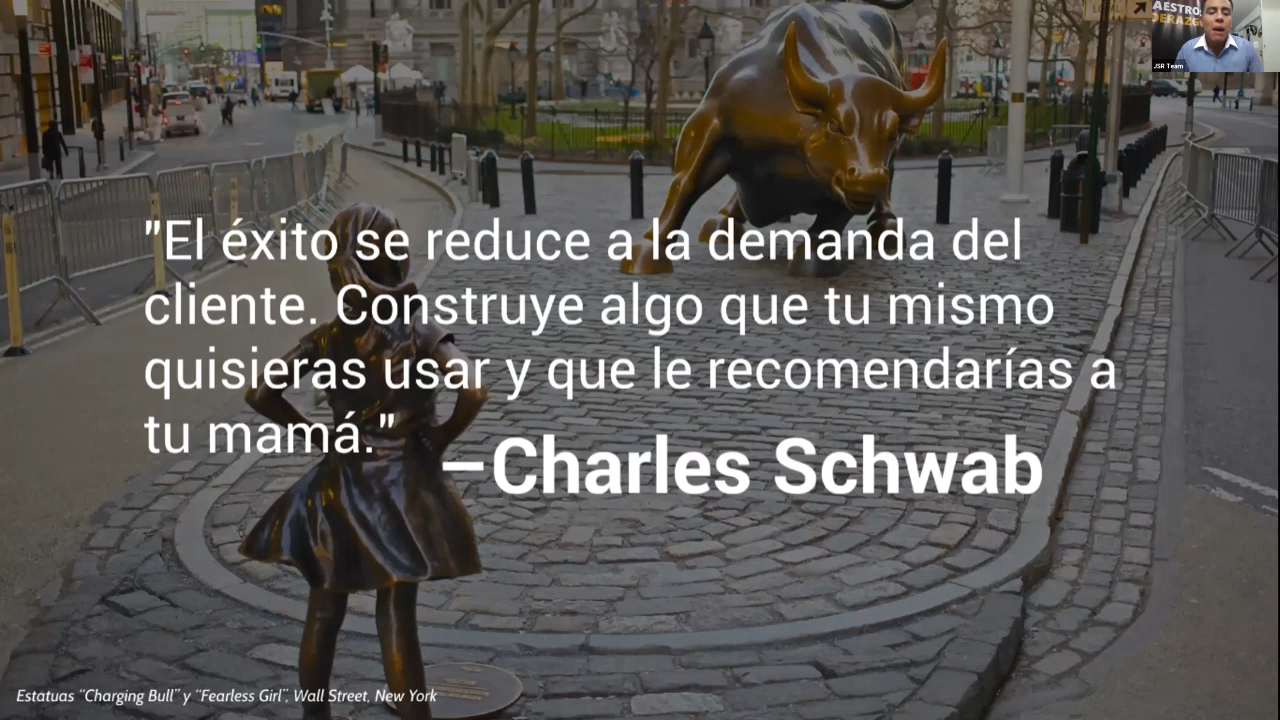 "El éxito se reduce a la demanda del
cliente. Construye algo que tu mismo
quisieras usar y que le recomendarías a
tu mamá."
–Charles Schwab
Estatuas “Charging Bull” y “Fearless Girl”, Wall Street, New York
JSR Team